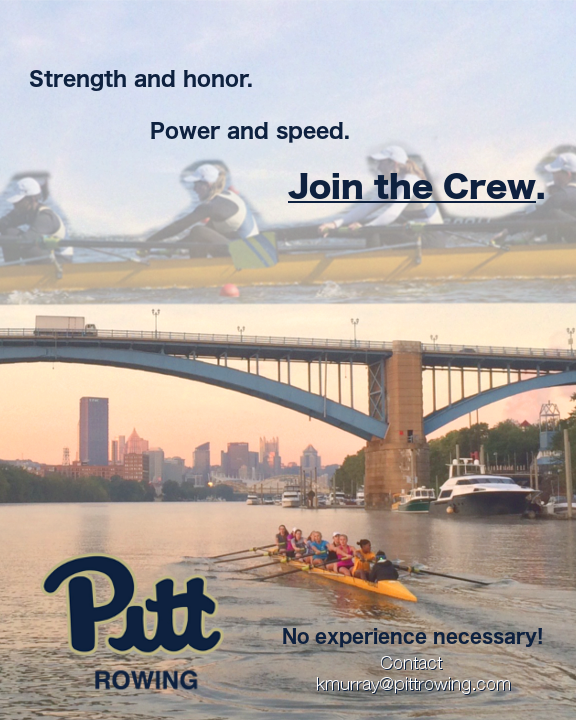 Strength and honor.
Power and speed.
Join the Crew.
Pitt
ROWING
No experience necessary!
Contact
kmurray@pittrowing.com